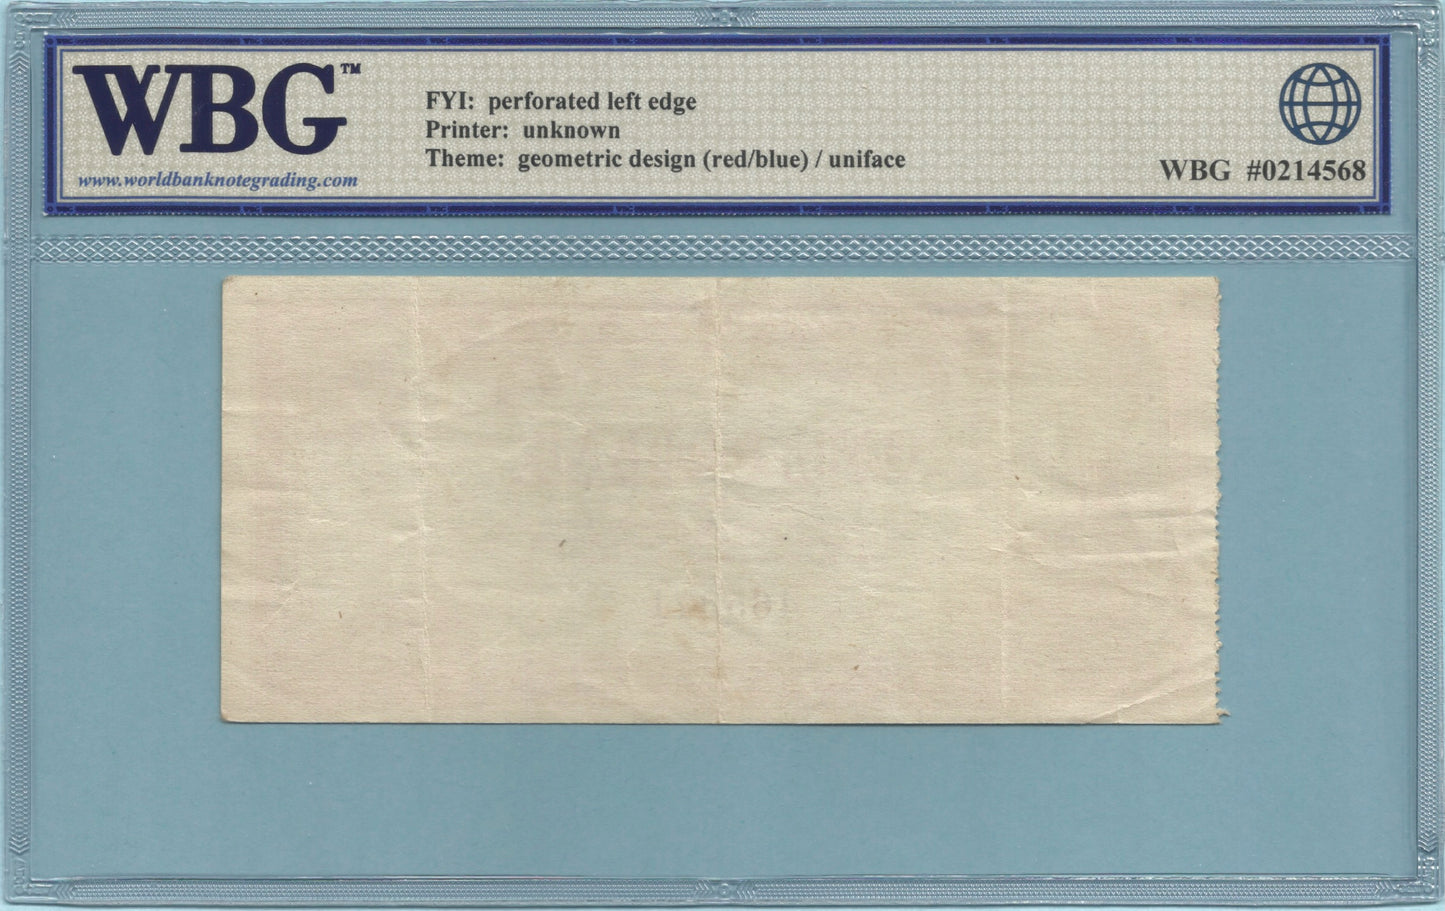 WBG™
www.worldbanknotegrading.com
FYI: perforated left edge
Printer: unknown
Theme: geometric design (red/blue) / uniface
WBG #0214568